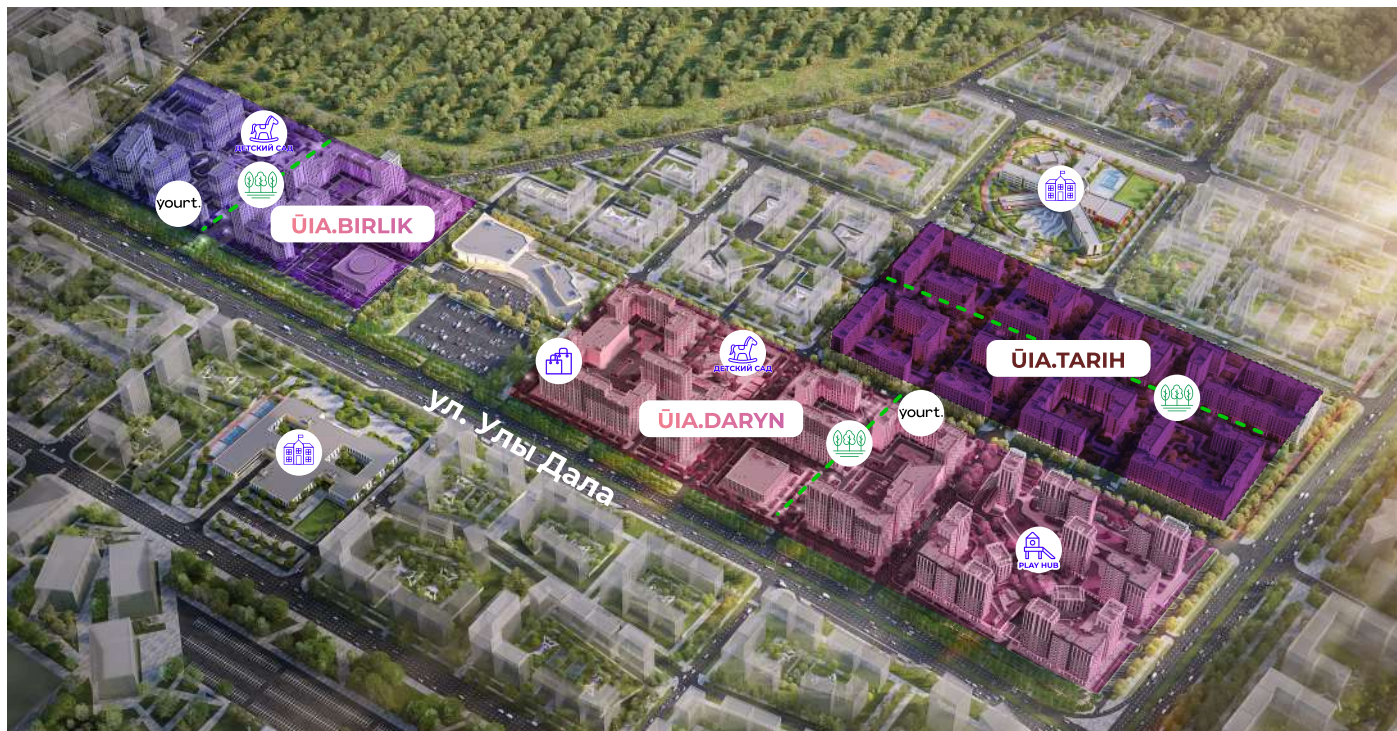 ДЕТСКИЙ САД
yourt.
ŪIA.BIRLIK
ŪIA.TARIH
ДЕТСКИЙ САД
ŪIA.DARYN
yourt.
ул. Улы Дала
PLAY HUB